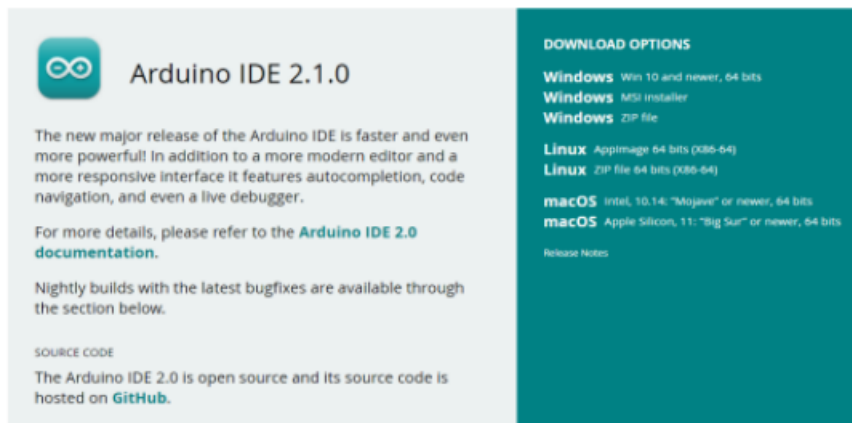 Arduino IDE 2.1.0
The new major release of the Arduino IDE is faster and even
more powerful! In addition to a more modern editor and a
more responsive interface it features autocompletion, code
navigation, and even a live debugger.
For more details, please refer to the Arduino IDE 2.0
documentation.
Nightly builds with the latest bugfixes are available through
the section below.
SOURCE CODE
The Arduino IDE 2.0 is open source and its source code is
hosted on GitHub.
DOWNLOAD OPTIONS
Windows Win 10 and newer, 64 bits
Windows MSI installer
Windows ZIP file
Linux AppImage 64 bits (X86-64)
Linux ZIP file 64 bits (X86-64)
macOS Intel, 10.14: "Mojave" or newer, 64 bits
macOS Apple Silicon, 11: "Big Sur" or newer, 64 bits
Release Notes